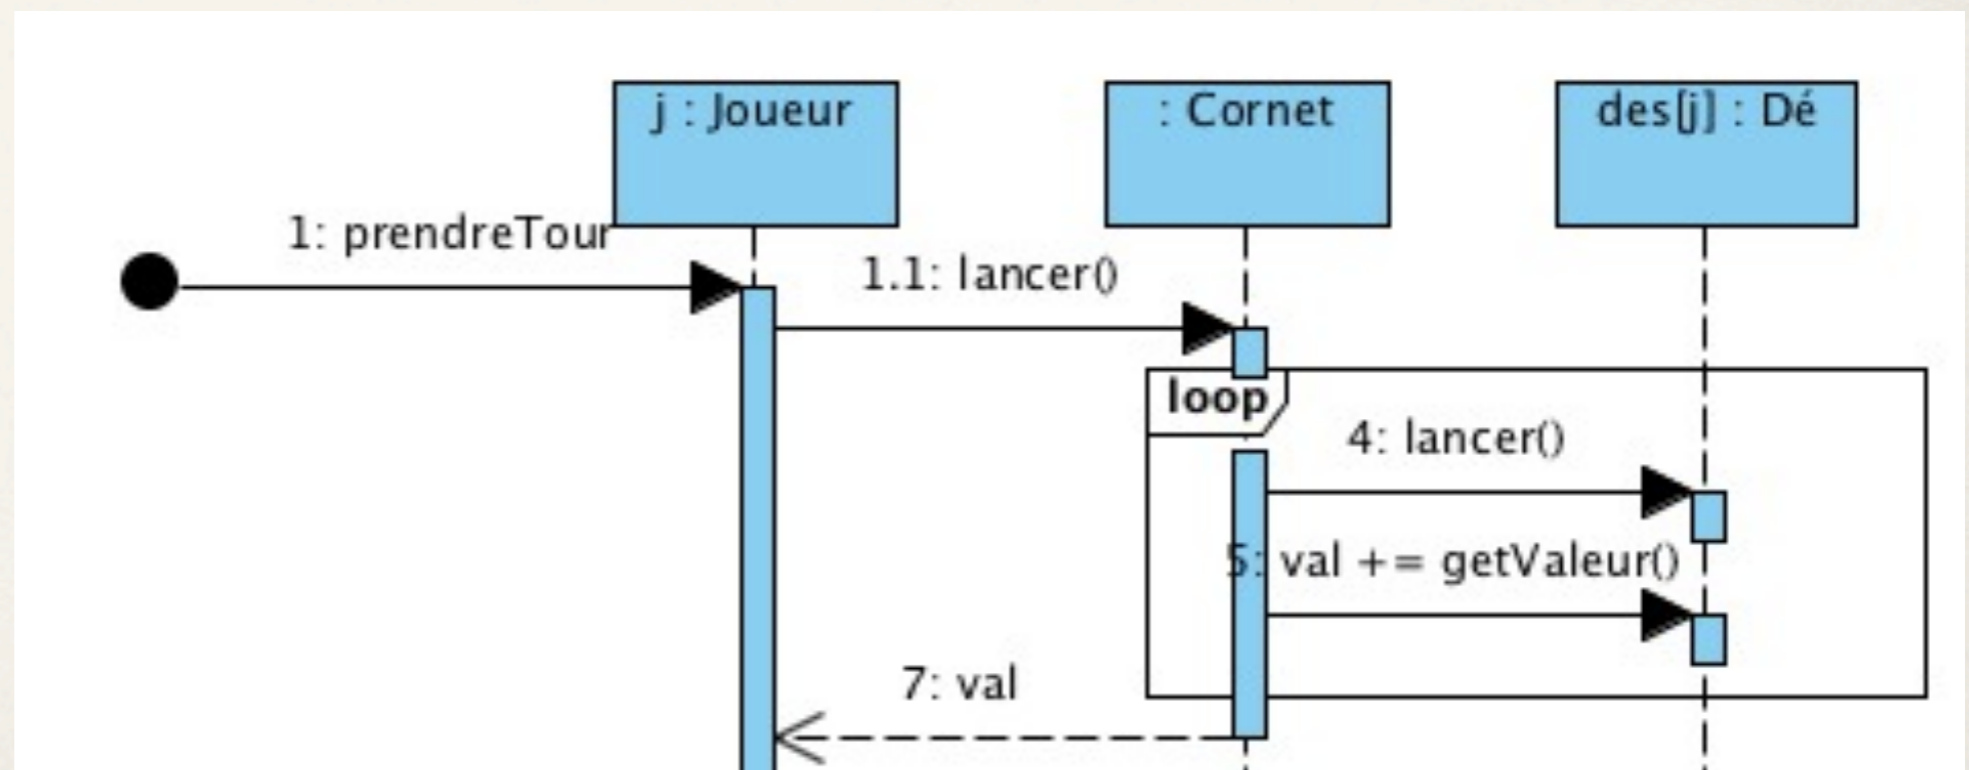 j : Joueur
: Cornet
des[j] : Dé
1: prendreTour
1.1: lancer()
loop
4: lancer()
5: val += getValeur()
7: val